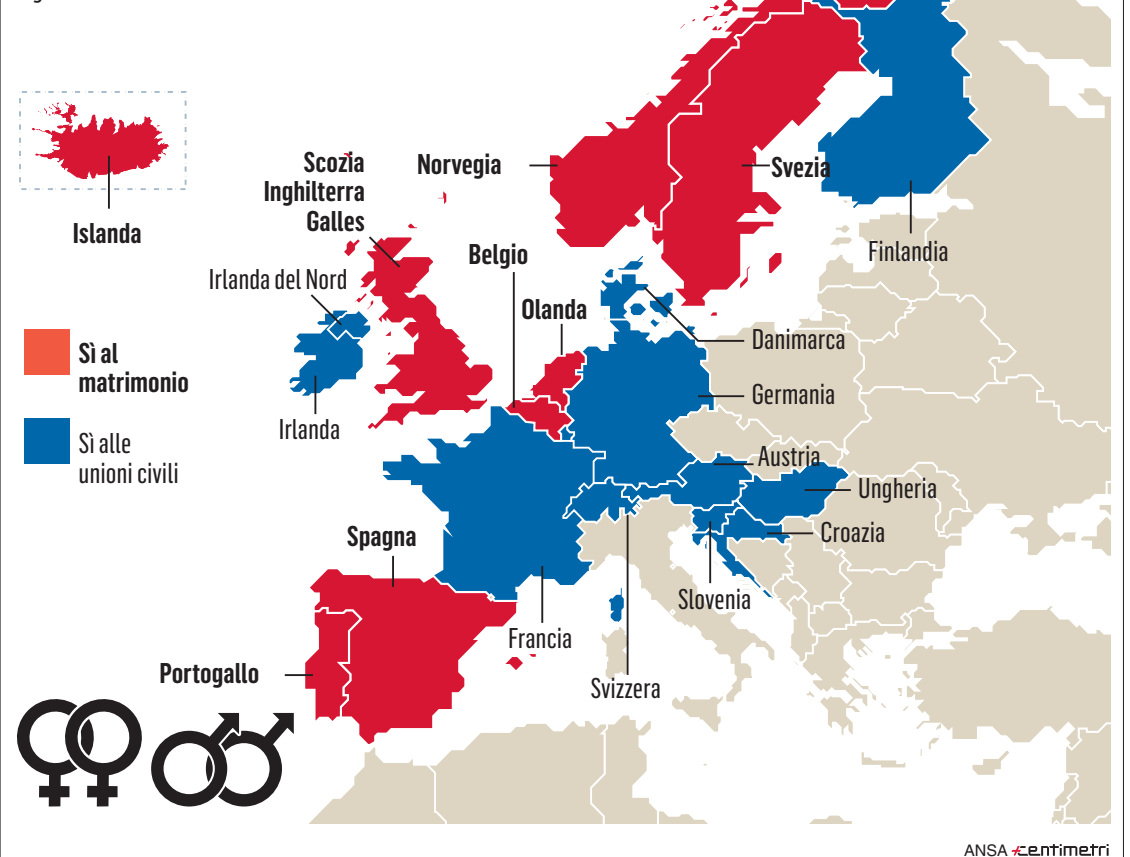 Scozia
Inghilterra
Galles
Norvegia
Svezia
Islanda
Belgio
Finlandia
Irlanda del Nord
Olanda
Danimarca
Sì al
matrimonio
Germania
Irlanda
Sì alle
unioni civili
Austria
Ungheria
Croazia
Spagna
Slovenia
Francia
Portogallo
Svizzera
ANSA centimetri